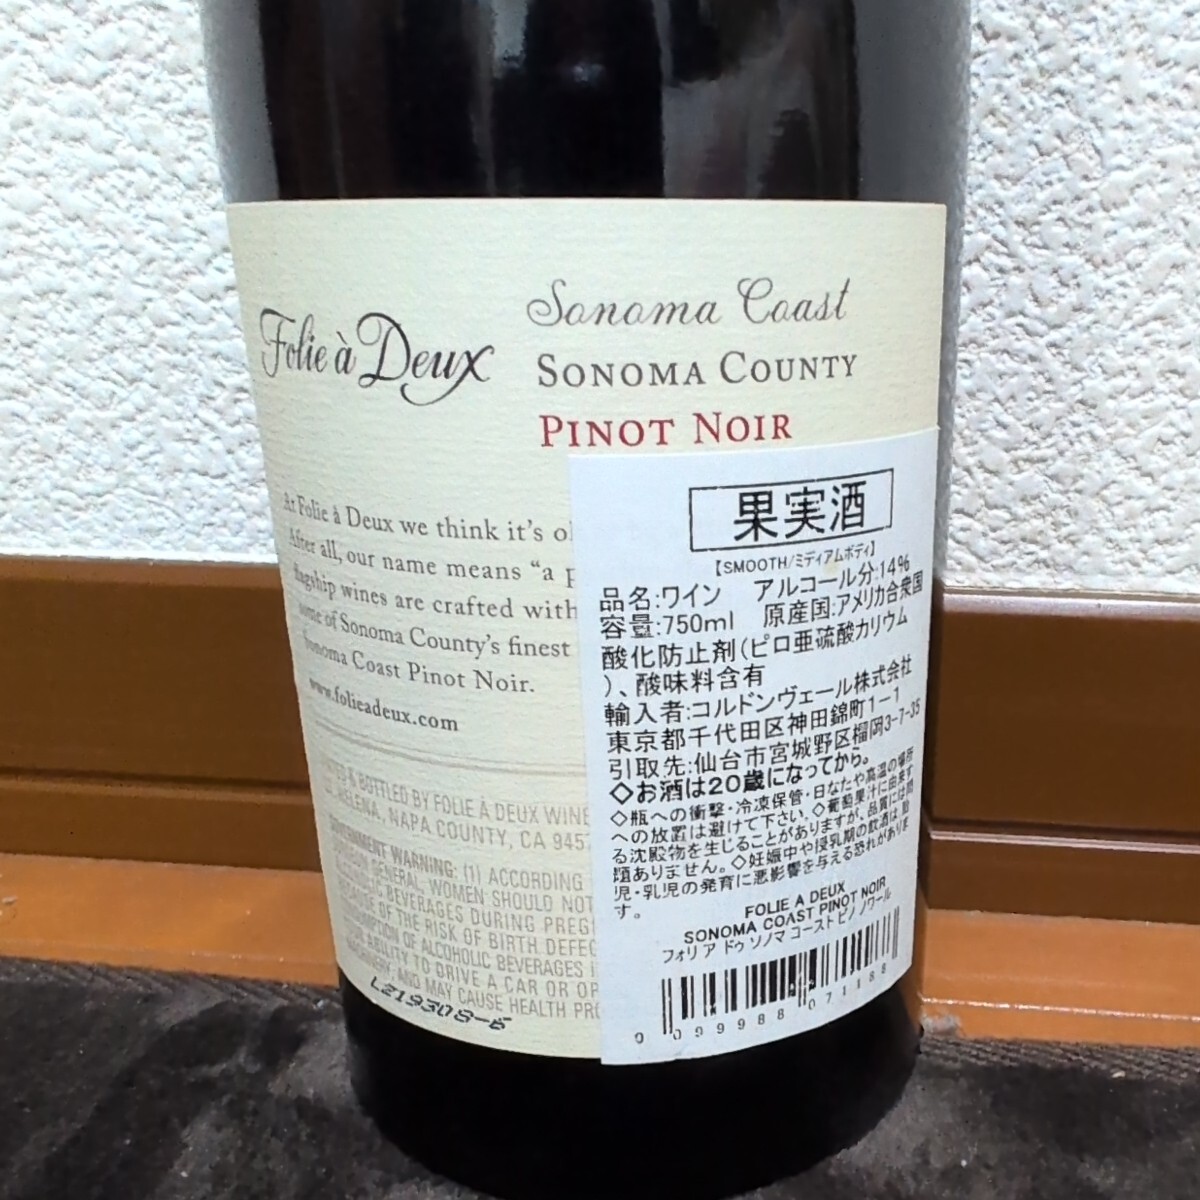 Folie à Deux
Sonoma Coast
SONOMA COUNTY
PINOT NOIR
At Folie à Deux we think it's
After all, our name means “a
flagship wines are crafted with
some of Sonoma County's finest
Sonoma Coast Pinot Noir.
www.folieadeux.com
& BOTTLED BY FOLIE À DEUX
HELENA, NAPA COUNTY, CA
GOVERNMENT WARNING: (1) ACCORDING
GENERAL, WOMEN SHOULD NOT
BEVERAGES DURING
BECAUSE OF THE RISK OF BIRTH
OF ALCOHOLIC BEVERAGES
ABILITY TO DRIVE A CAR OR
MACHINERY, AND MAY CAUSE HEALTH
L219308-6
果実酒
【SMOOTH/ミディアムボディ】
品名:ワイン アルコール分:14%
容量:750ml 原産国:アメリカ合衆国
酸化防止剤(ピロ亜硫酸カリウム
)、酸味料含有
輸入者:コルドンヴェール株式会社
東京都千代田区神田錦町1-1
引取先:仙台市宮城野区榴岡3-7-35
◇お酒は20歳になってから。
◇瓶への衝撃・冷凍保管・日なたや高温の場所
への放置は避けて下さい。◇葡萄果汁に由来す
る沈殿物を生じることがありますが、品質には問
題ありません。◇妊娠中や授乳期の飲酒は、胎
児・乳児の発育に悪影響を与える恐れがありま
す。
FOLIE A DEUX
SONOMA COAST PINOT NOIR
フォリ ア ドゥ ソノマ コースト ピノ ノワール
0 099988 071188